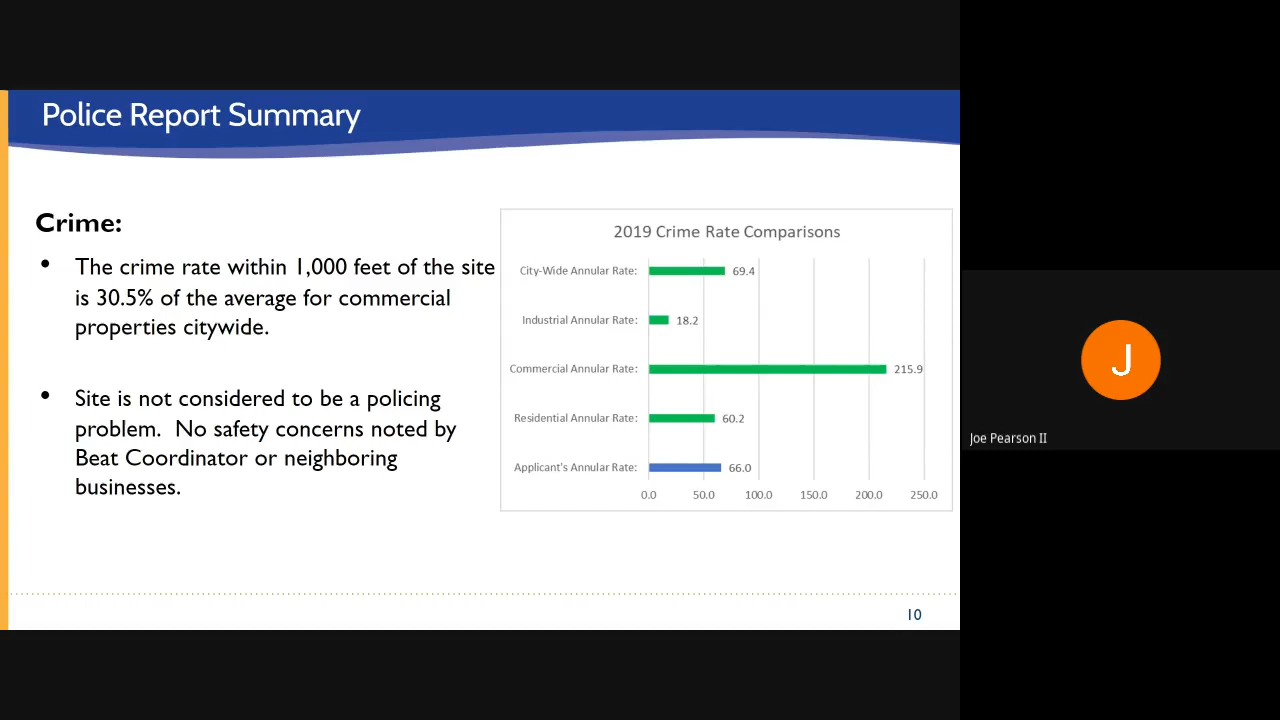 Police Report Summary
Crime:
• The crime rate within 1,000 feet of the site
is 30.5% of the average for commercial
properties citywide.
• Site is not considered to be a policing
problem.  No safety concerns noted by
Beat Coordinator or neighboring
businesses.
2019 Crime Rate Comparisons
City-Wide Annular Rate: 69.4
Industrial Annular Rate: 18.2
Commercial Annular Rate: 215.9
Residential Annular Rate: 60.2
Applicant's Annular Rate: 66.0
0.0 50.0 100.0 150.0 200.0 250.0
10
J
Joe Pearson II